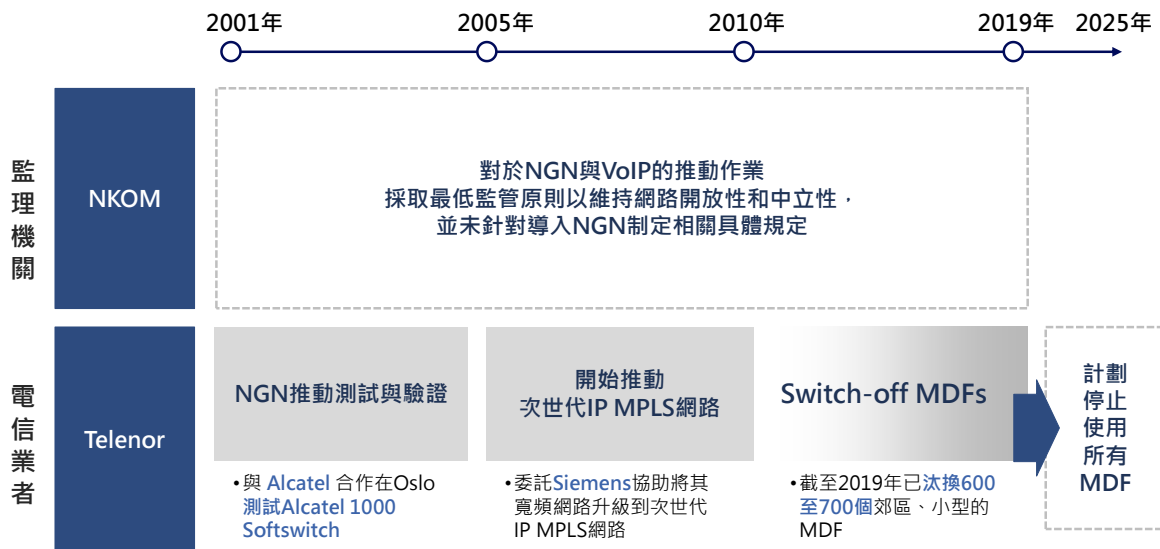 2001年
2005年
2010年
2019年
2025年
監理機關
NKOM
對於NGN與VoIP的推動作業
採取最低監管原則以維持網路開放性和中立性，
並未針對導入NGN制定相關具體規定
電信業者
Telenor
NGN推動測試與驗證
開始推動
次世代IP MPLS網路
Switch-off MDFs
計劃
停止
使用
所有
MDF
•與 Alcatel 合作在Oslo
測試Alcatel 1000
Softswitch
•委託Siemens協助將其
寬頻網路升級到次世代
IP MPLS網路
•截至2019年已汰換600
至700個郊區、小型的
MDF